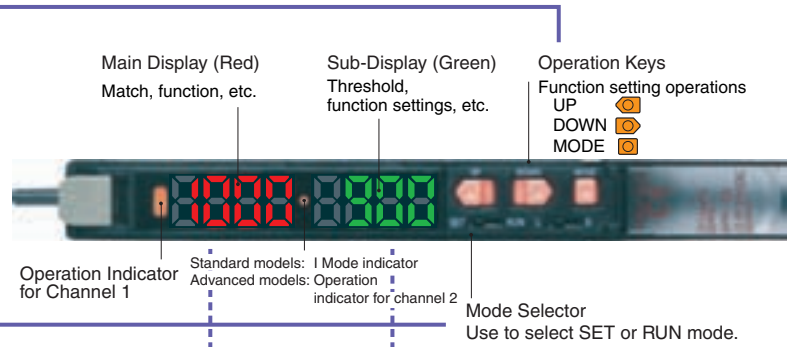 Main Display (Red)
Match, function, etc.
Sub-Display (Green)
Threshold,
function settings, etc.
Operation Keys
Function setting operations
UP
DOWN
MODE
1000
300
SET RUN
Operation Indicator
for Channel 1
Standard models: I Mode indicator
Advanced models: Operation
indicator for channel 2
Mode Selector
Use to select SET or RUN mode.